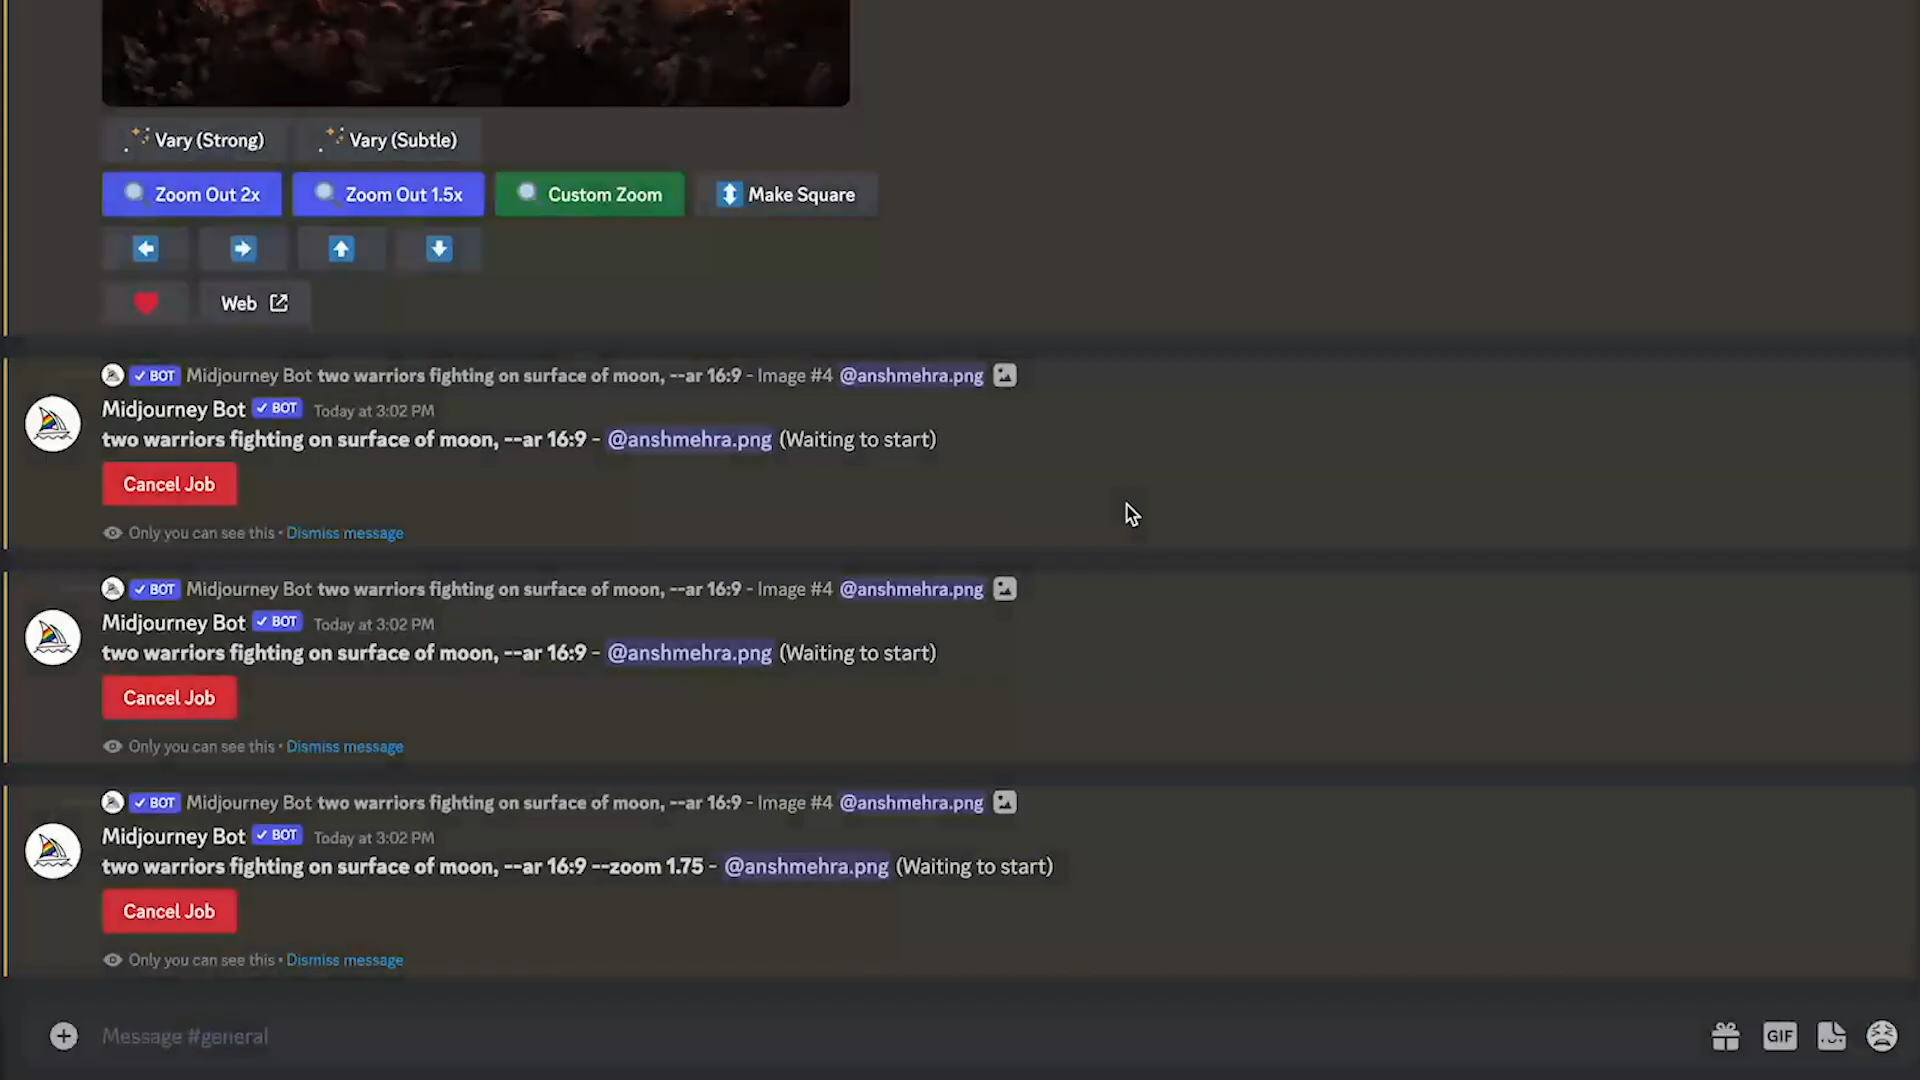 Vary (Strong) Vary (Subtle)
Zoom Out 2x Zoom Out 1.5x Custom Zoom Make Square
Web
✓ BOT Midjourney Bot two warriors fighting on surface of moon, --ar 16:9 - Image #4 @anshmehra.png
Midjourney Bot ✓ BOT Today at 3:02 PM
two warriors fighting on surface of moon, --ar 16:9 - @anshmehra.png (Waiting to start)
Cancel Job
Only you can see this • Dismiss message
✓ BOT Midjourney Bot two warriors fighting on surface of moon, --ar 16:9 - Image #4 @anshmehra.png
Midjourney Bot ✓ BOT Today at 3:02 PM
two warriors fighting on surface of moon, --ar 16:9 - @anshmehra.png (Waiting to start)
Cancel Job
Only you can see this • Dismiss message
✓ BOT Midjourney Bot two warriors fighting on surface of moon, --ar 16:9 - Image #4 @anshmehra.png
Midjourney Bot ✓ BOT Today at 3:02 PM
two warriors fighting on surface of moon, --ar 16:9 --zoom 1.75 - @anshmehra.png (Waiting to start)
Cancel Job
Only you can see this • Dismiss message
Message #general
GIF